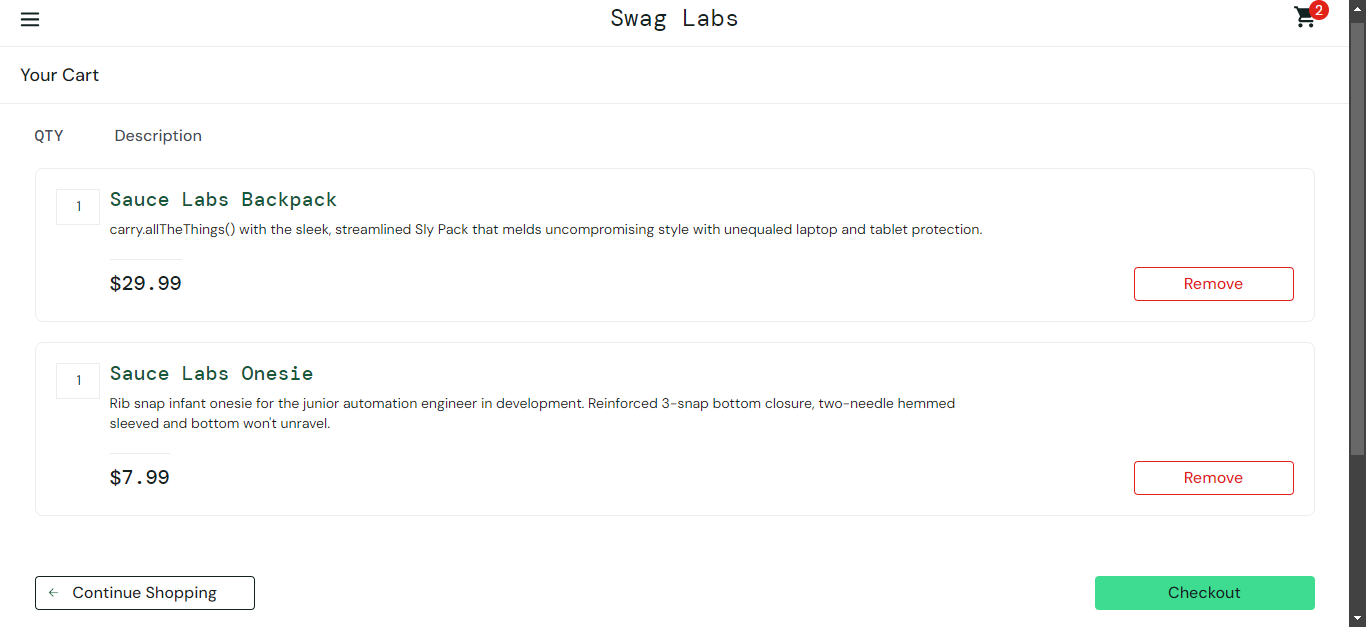 Swag Labs
2
Your Cart
QTY Description
1
Sauce Labs Backpack
carry.allTheThings() with the sleek, streamlined Sly Pack that melds uncompromising style with unequaled laptop and tablet protection.
$29.99
Remove
1
Sauce Labs Onesie
Rib snap infant onesie for the junior automation engineer in development. Reinforced 3-snap bottom closure, two-needle hemmed
sleeved and bottom won't unravel.
$7.99
Remove
Continue Shopping
Checkout